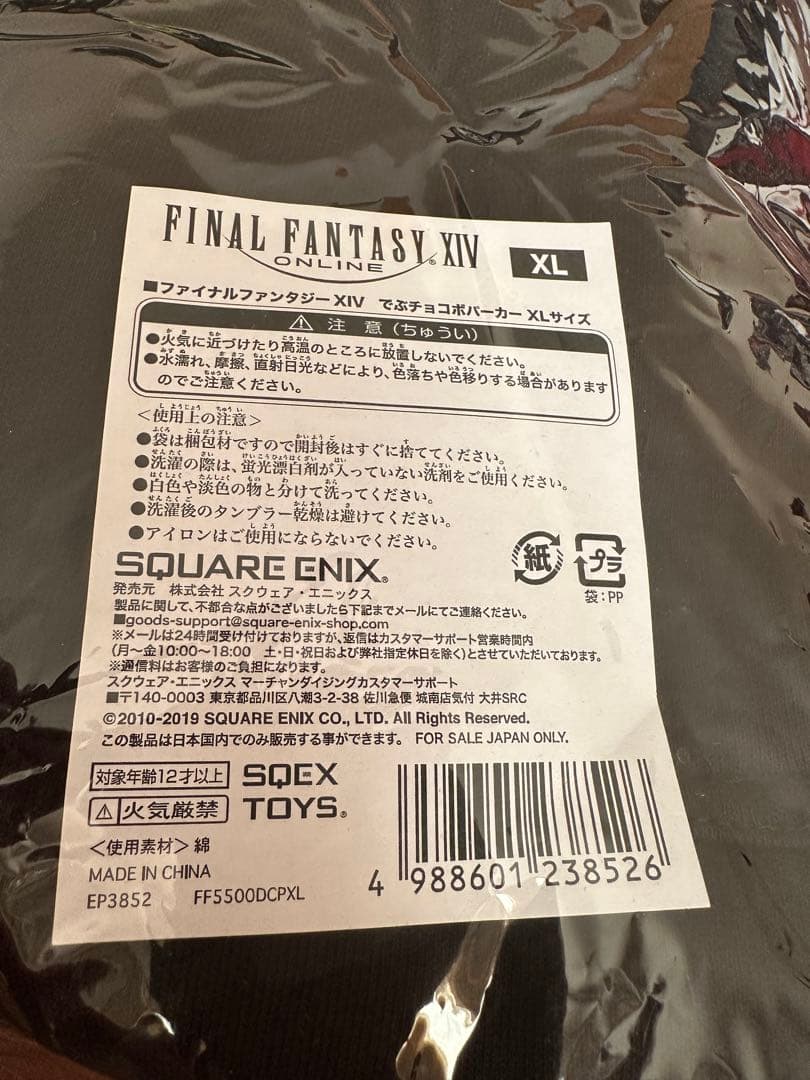 FINAL FANTASY XIV
ONLINE
XL
■ファイナルファンタジーXIV でぶチョコボパーカー XLサイズ
⚠ 注 意（ちゅうい）
●火気に近づけたり高温のところに放置しないでください。
●水濡れ、摩擦、直射日光などにより、色落ちや色移りする場合があります
のでご注意ください。
＜使用上の注意＞
●袋は梱包材ですので開封後はすぐに捨ててください。
●洗濯の際は、蛍光漂白剤が入っていない洗剤をご使用ください。
●白色や淡色の物と分けて洗ってください。
●洗濯後のタンブラー乾燥は避けてください。
●アイロンはご使用にならないでください。
紙
プラ
袋：PP
SQUARE ENIX®
発売元 株式会社 スクウェア・エニックス
製品に関して、不都合な点がございましたら下記までメールにてご連絡ください。
■goods-support@square-enix-shop.com
※メールは24時間受け付けておりますが、返信はカスタマーサポート営業時間内
（月〜金10:00〜18:00 土・日・祝日および弊社指定休日を除く）とさせていただいております。
※通信料はお客様のご負担になります。
スクウェア・エニックス マーチャンダイジングカスタマーサポート
■〒140-0003 東京都品川区八潮3-2-38 佐川急便 城南店気付 大井SRC
©2010-2019 SQUARE ENIX CO., LTD. All Rights Reserved.
この製品は日本国内でのみ販売する事ができます。 FOR SALE JAPAN ONLY.
対象年齢12才以上
⚠火気厳禁
SQEX
TOYS®
＜使用素材＞綿
MADE IN CHINA
EP3852 FF5500DCPXL
4 988601 238526